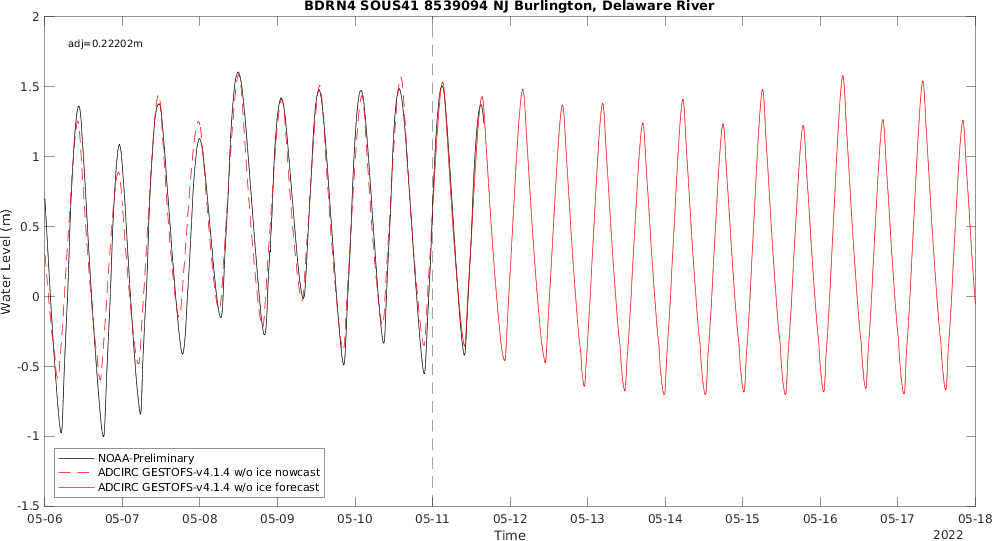 BDRN4 SOUS41 8539094 NJ Burlington, Delaware River
adj=0.22202m
2
1.5
1
0.5
0
-0.5
-1
-1.5
Water Level (m)
NOAA-Preliminary
ADCIRC GESTOFS-v4.1.4 w/o ice nowcast
ADCIRC GESTOFS-v4.1.4 w/o ice forecast
05-06 05-07 05-08 05-09 05-10 05-11 05-12 05-13 05-14 05-15 05-16 05-17 05-18
Time
2022